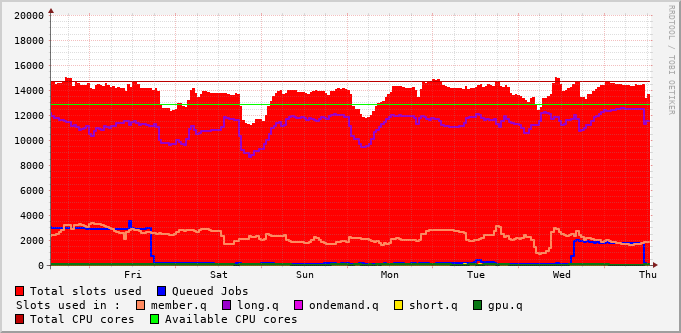 20000
18000
16000
14000
12000
10000
8000
6000
4000
2000
0
Fri Sat Sun Mon Tue Wed Thu
RRDTOOL / TOBI OETIKER
Total slots used Queued Jobs
Slots used in : member.q long.q ondemand.q short.q gpu.q
Total CPU cores Available CPU cores